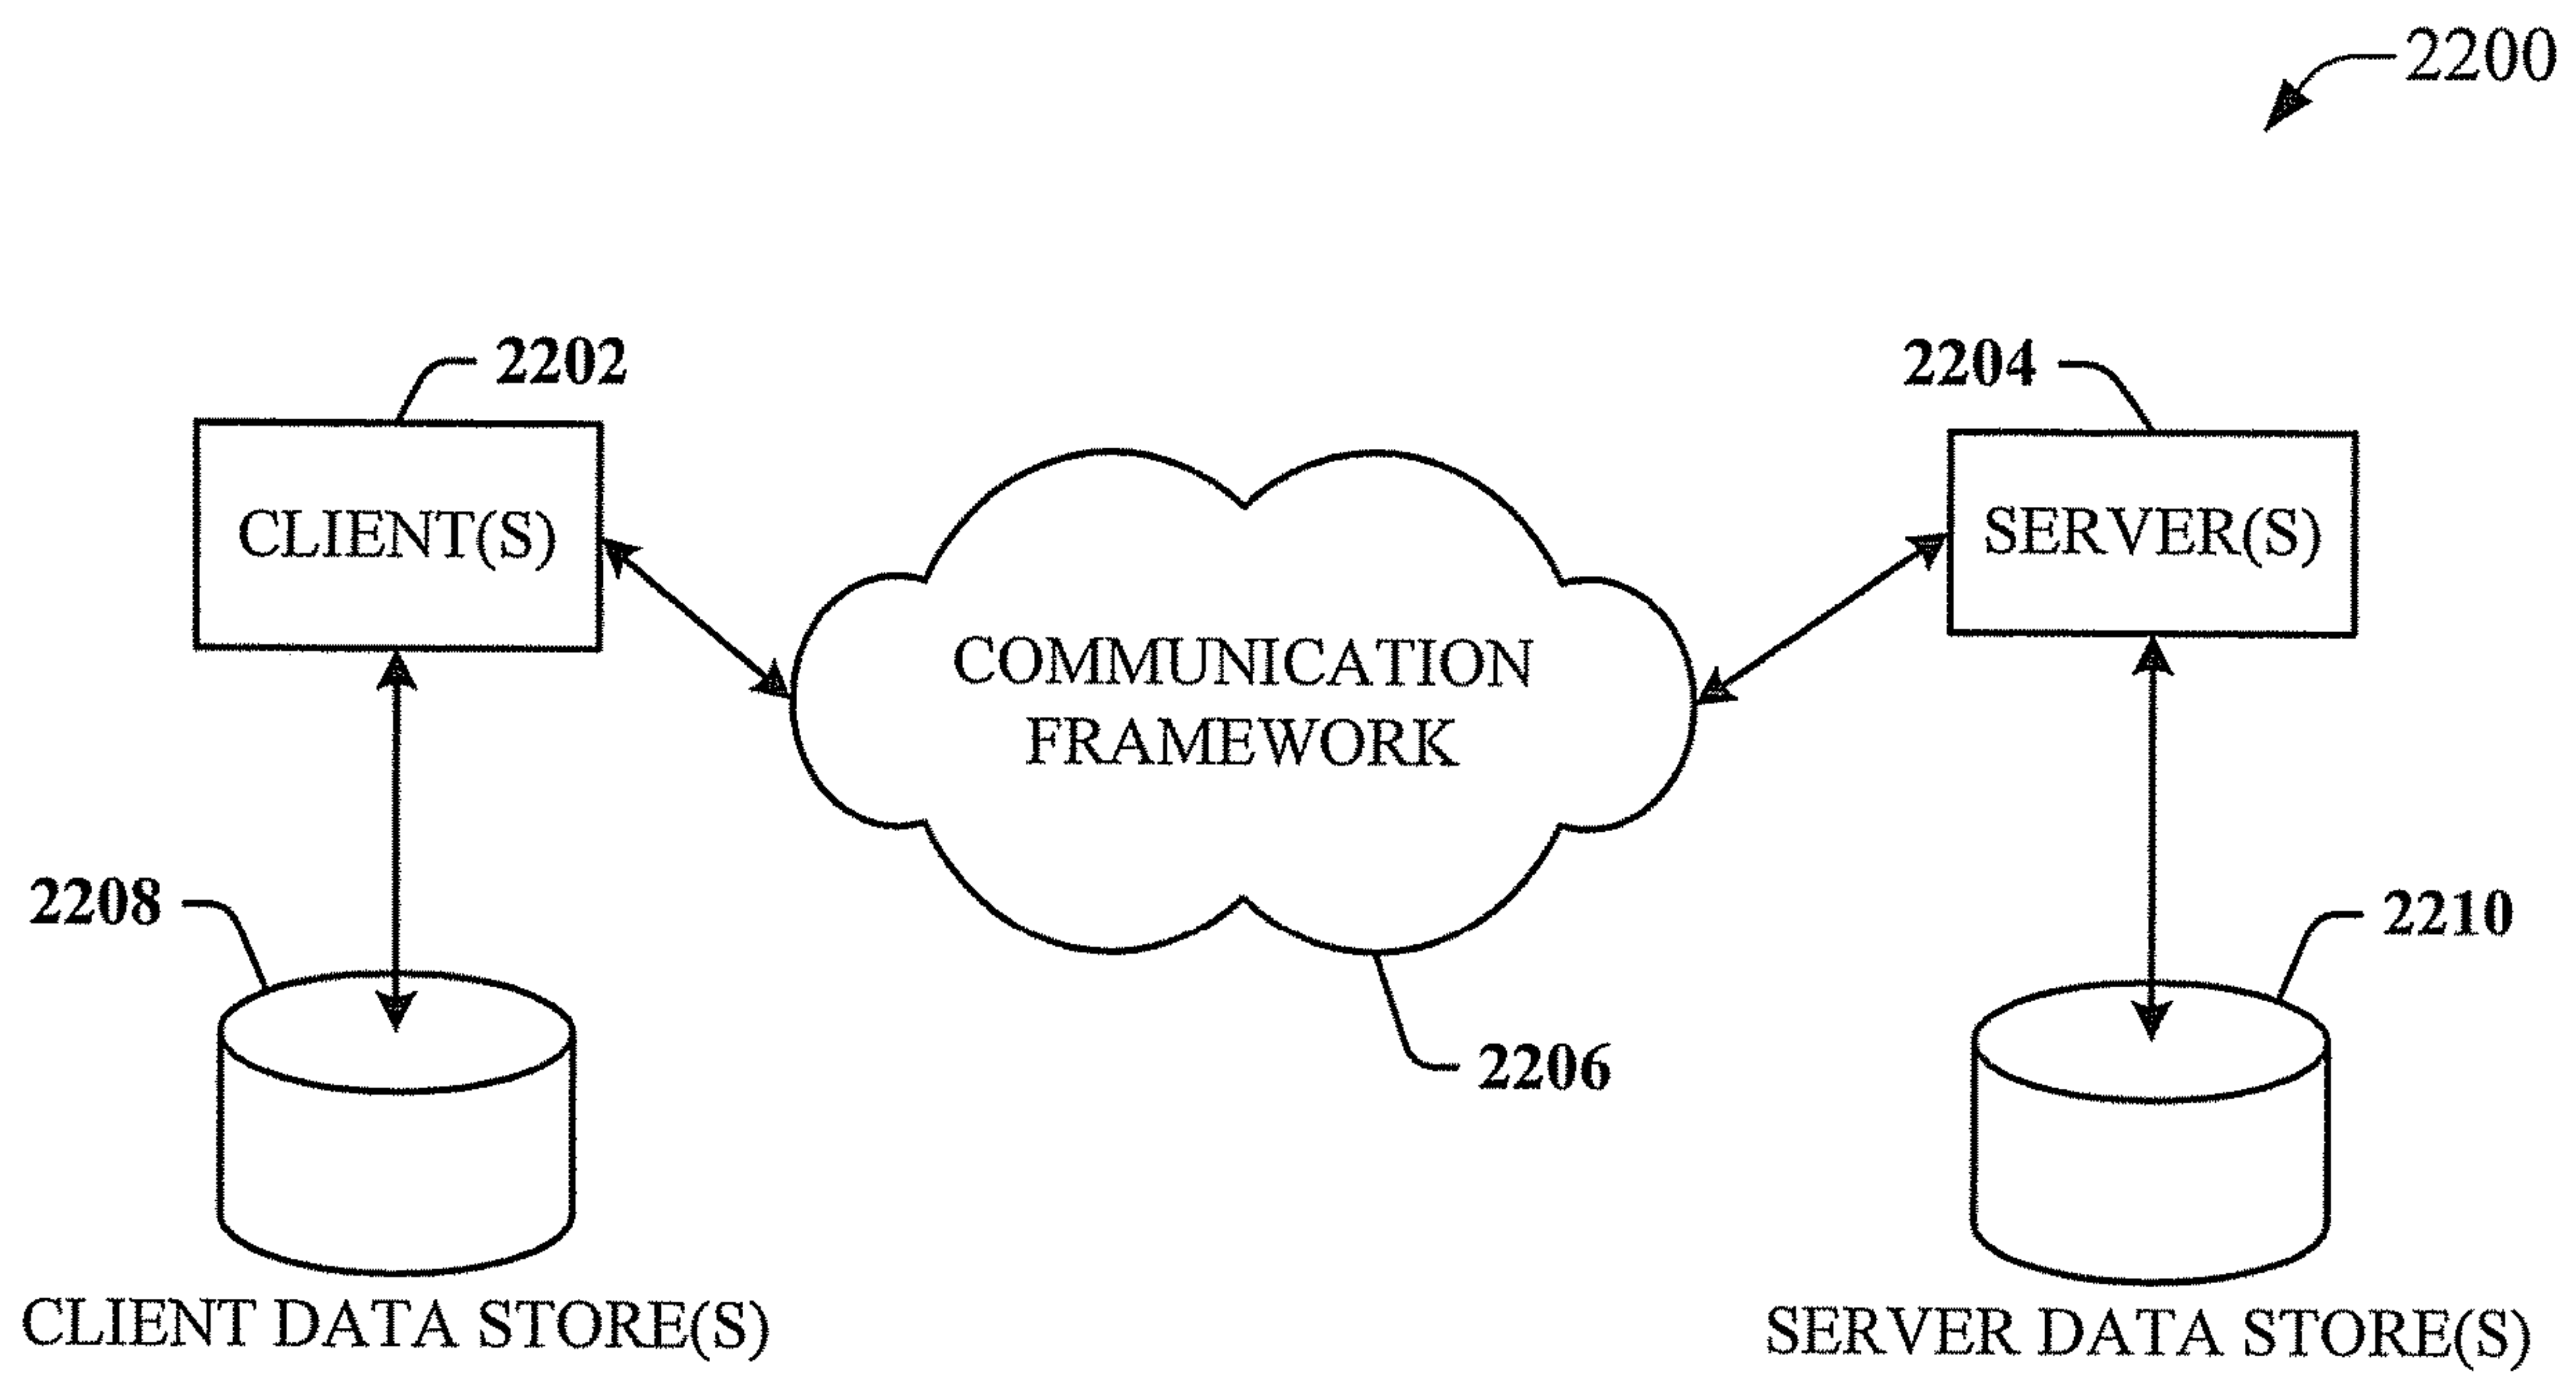 2200
2202
2204
CLIENT(S)
SERVER(S)
COMMUNICATION
FRAMEWORK
2208
2210
2206
CLIENT DATA STORE(S)
SERVER DATA STORE(S)